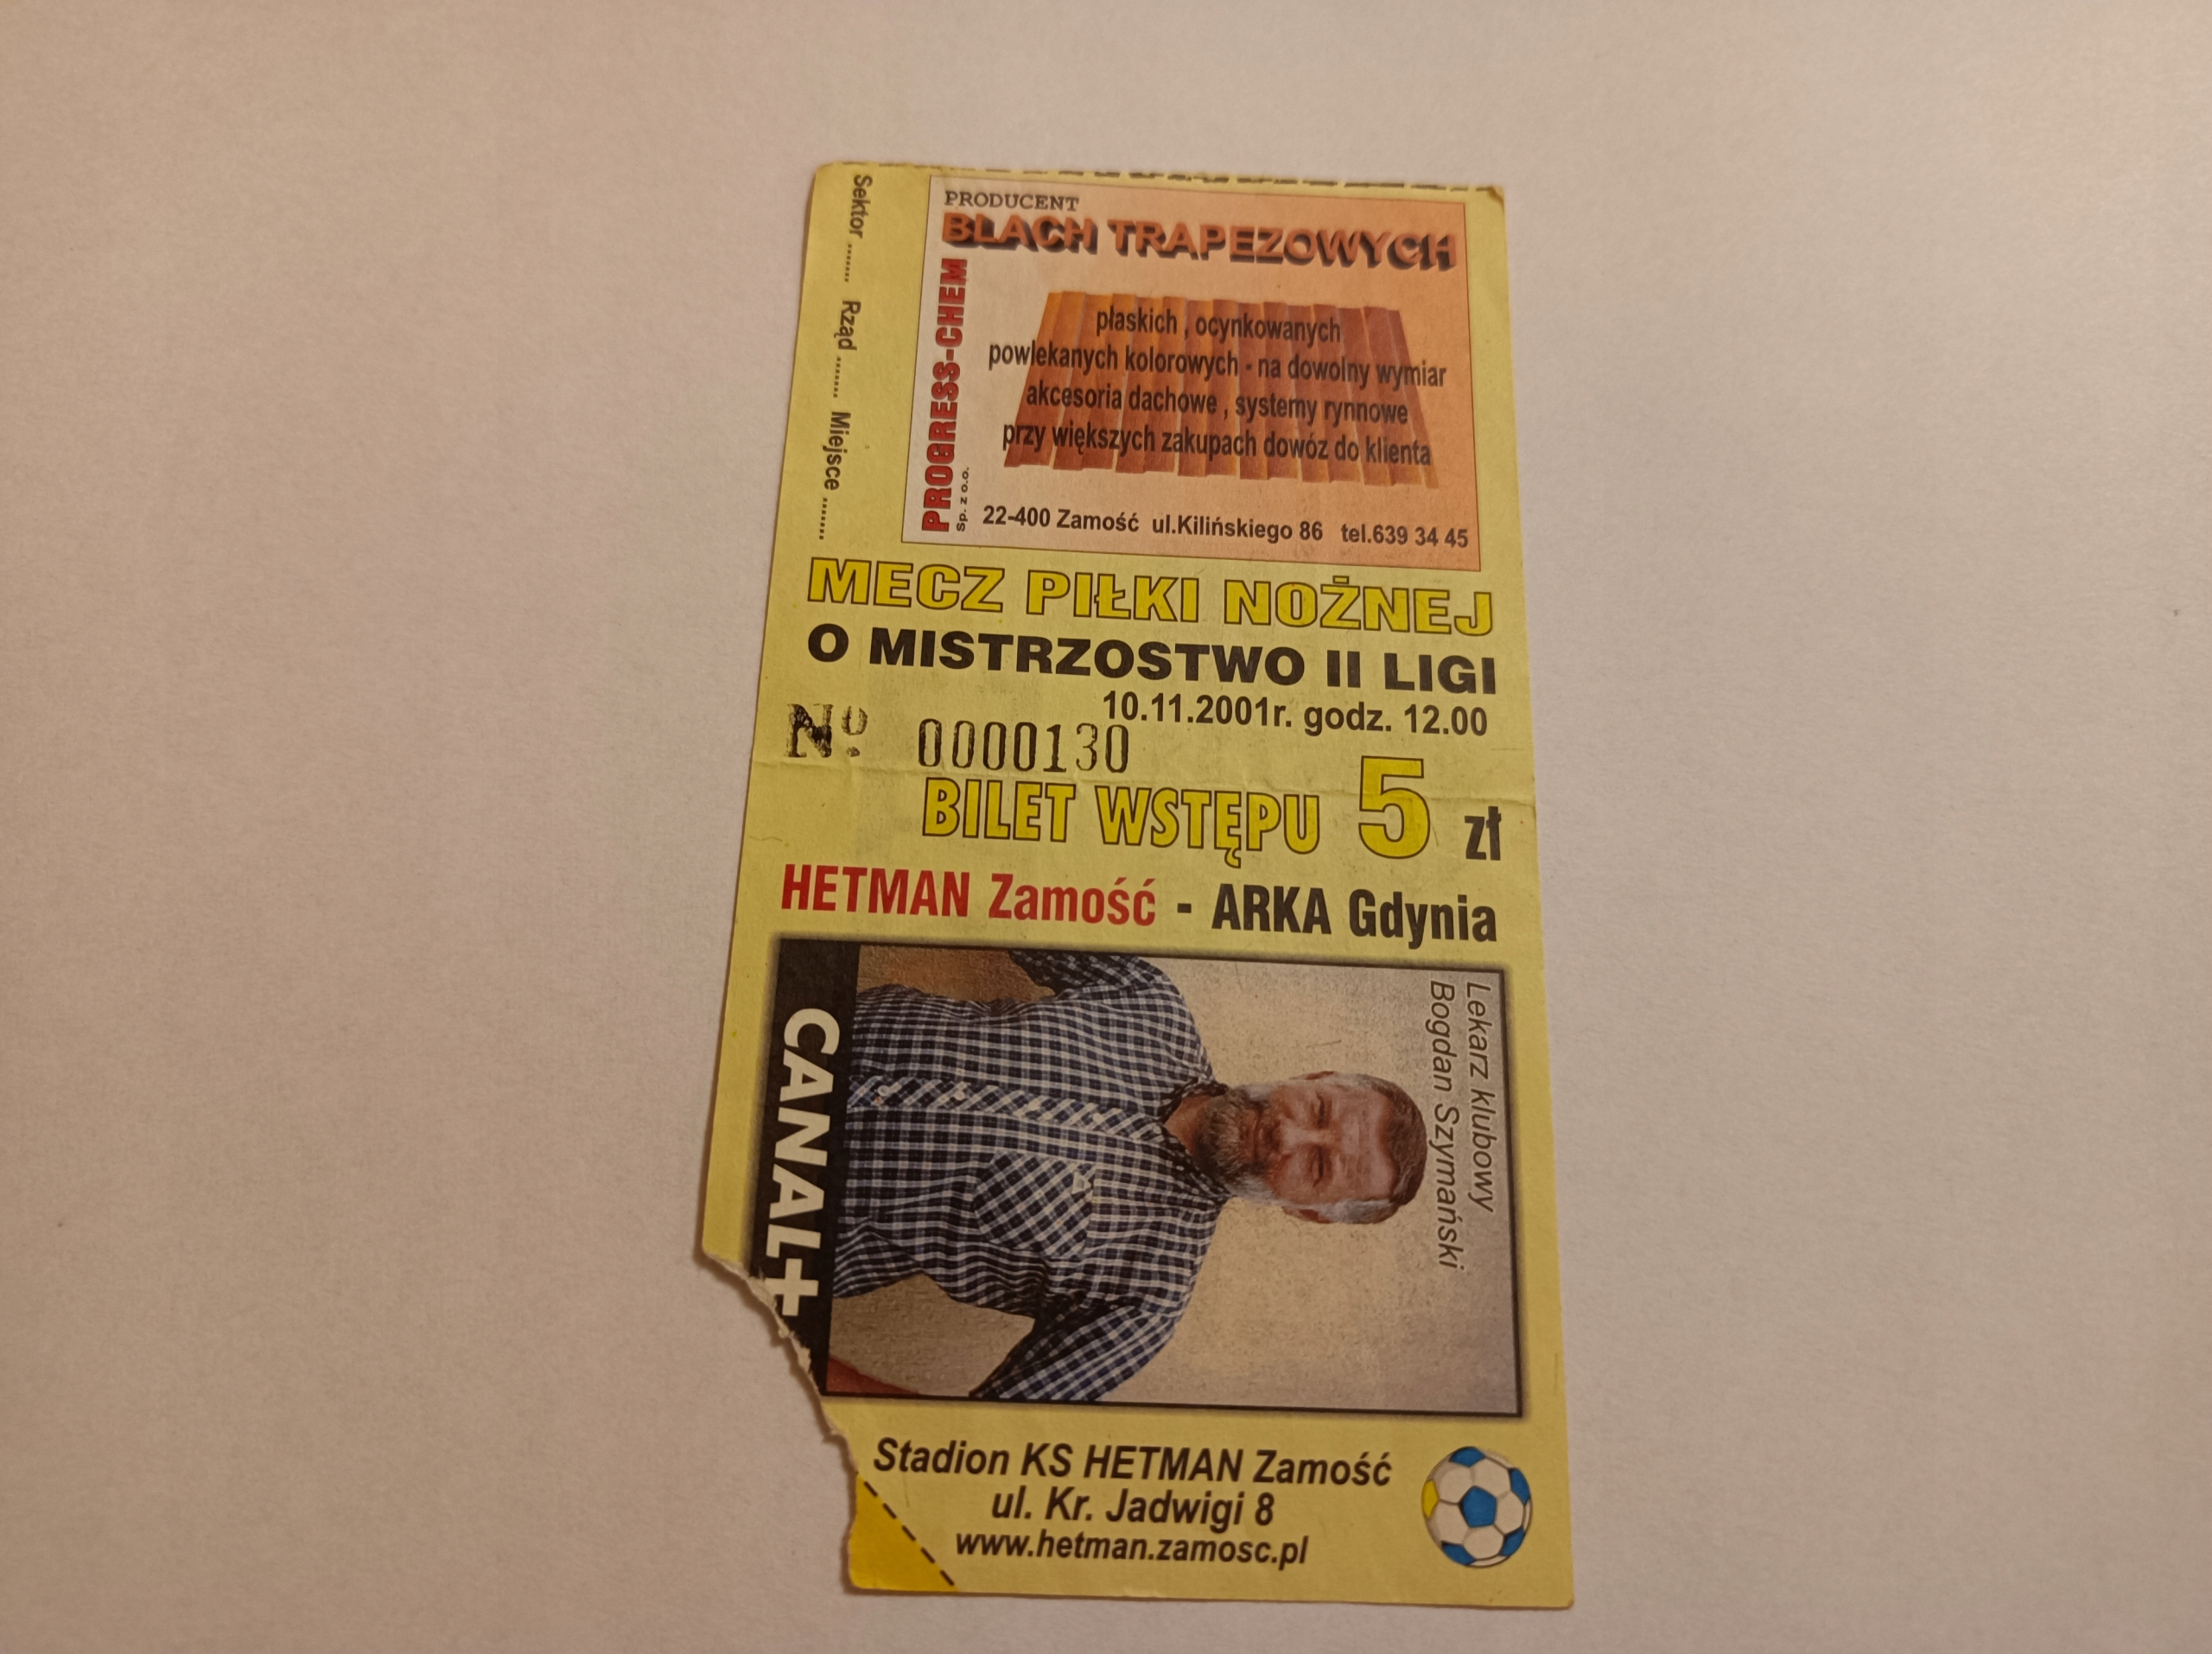 Sektor ....... Rząd ....... Miejsce .......
PRODUCENT
BLACH TRAPEZOWYCH
PROGRESS-CHEM
Sp. z o.o.
płaskich , ocynkowanych
powlekanych kolorowych - na dowolny wymiar
akcesoria dachowe , systemy rynnowe
przy większych zakupach dowóz do klienta
22-400 Zamość ul.Kilińskiego 86 tel.639 34 45
MECZ PIŁKI NOŻNEJ
O MISTRZOSTWO II LIGI
10.11.2001r. godz. 12.00
No. 0000130
BILET WSTĘPU 5 zł
HETMAN Zamość - ARKA Gdynia
Lekarz klubowy
Bogdan Szymański
CANAL+
Stadion KS HETMAN Zamość
ul. Kr. Jadwigi 8
www.hetman.zamosc.pl